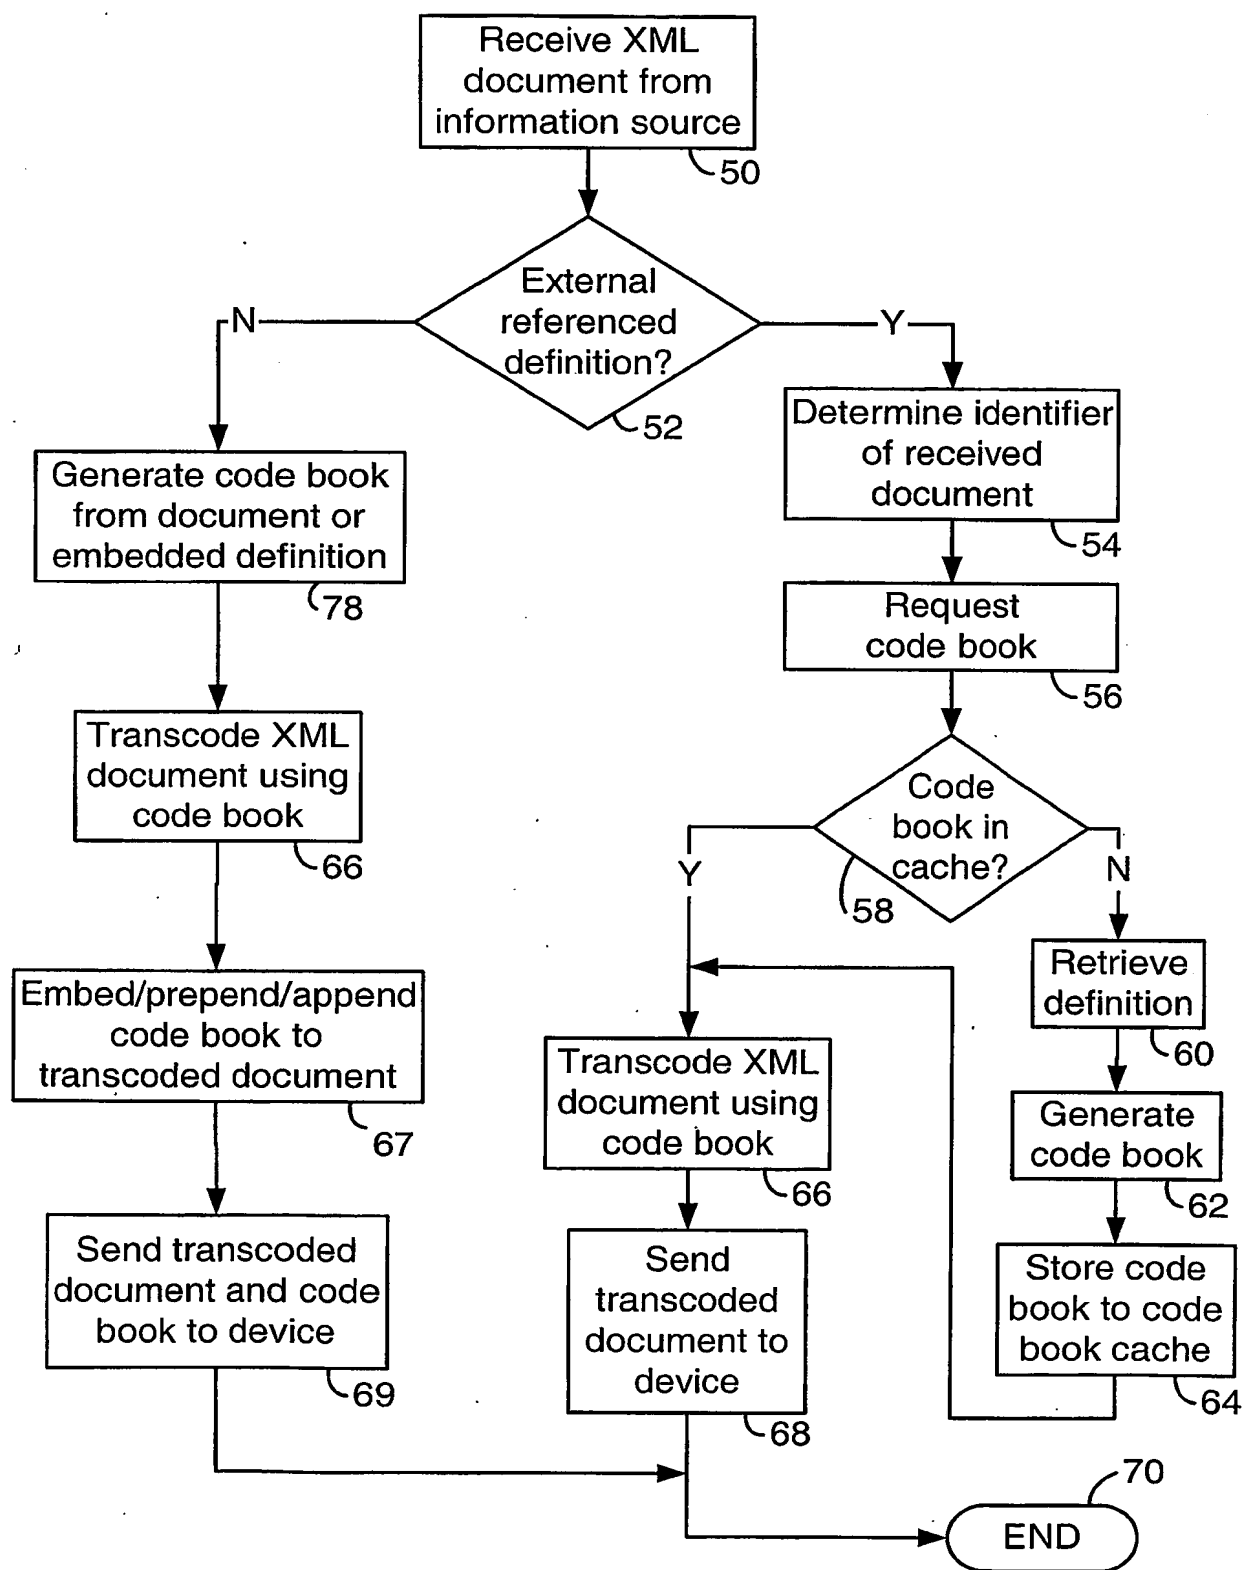 Receive XML
document from
information source
50
External
referenced
definition?
52
N
Y
Generate code book
from document or
embedded definition
78
Determine identifier
of received
document
54
Request
code book
56
Transcode XML
document using
code book
66
Code
book in
cache?
58
Y
N
Retrieve
definition
60
Embed/prepend/append
code book to
transcoded document
67
Transcode XML
document using
code book
66
Generate
code book
62
Send transcoded
document and code
book to device
69
Send
transcoded
document to
device
68
Store code
book to code
book cache
64
70
END